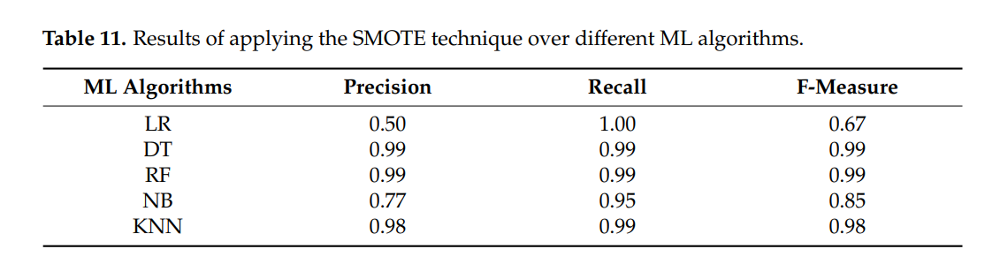 Table 11. Results of applying the SMOTE technique over different ML algorithms.
ML Algorithms Precision Recall F-Measure
LR 0.50 1.00 0.67
DT 0.99 0.99 0.99
RF 0.99 0.99 0.99
NB 0.77 0.95 0.85
KNN 0.98 0.99 0.98